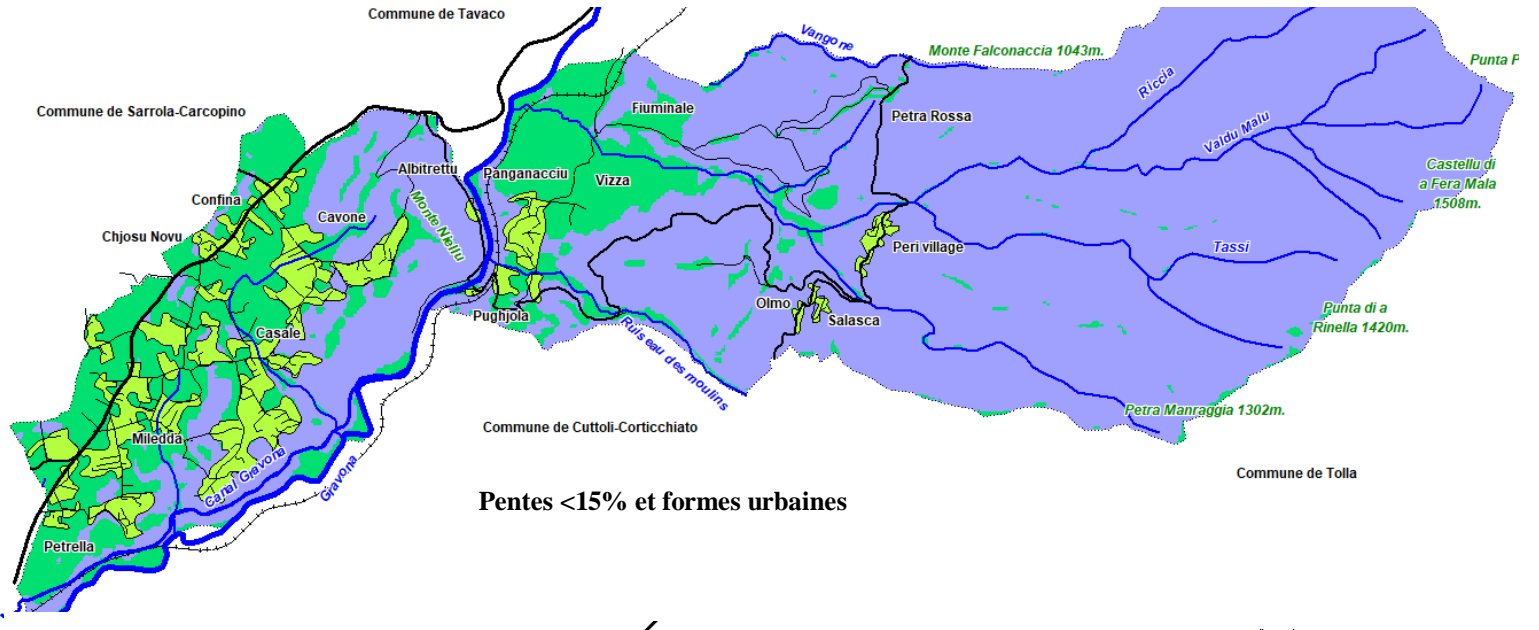 Commune de Tavaco
Vangone
Monte Falconaccia 1043m.
Punta P
Riccia
Commune de Sarrola-Carcopino
Fiuminale
Petra Rossa
Valdu Malu
Albitrettu
Panganacciu
Vizza
Castellu di
a Fera Mala
1508m.
Confina
Cavone
Monte Niellu
Chjosu Novu
Peri village
Tassi
Olmo
Salasca
Pughjola
Casale
Ruiseau des moulins
Punta di a
Rinella 1420m.
Petra Manraggia 1302m.
Commune de Cuttoli-Corticchiato
Miledda
Canal Gravona
Gravona
Commune de Tolla
Pentes <15% et formes urbaines
Petrella